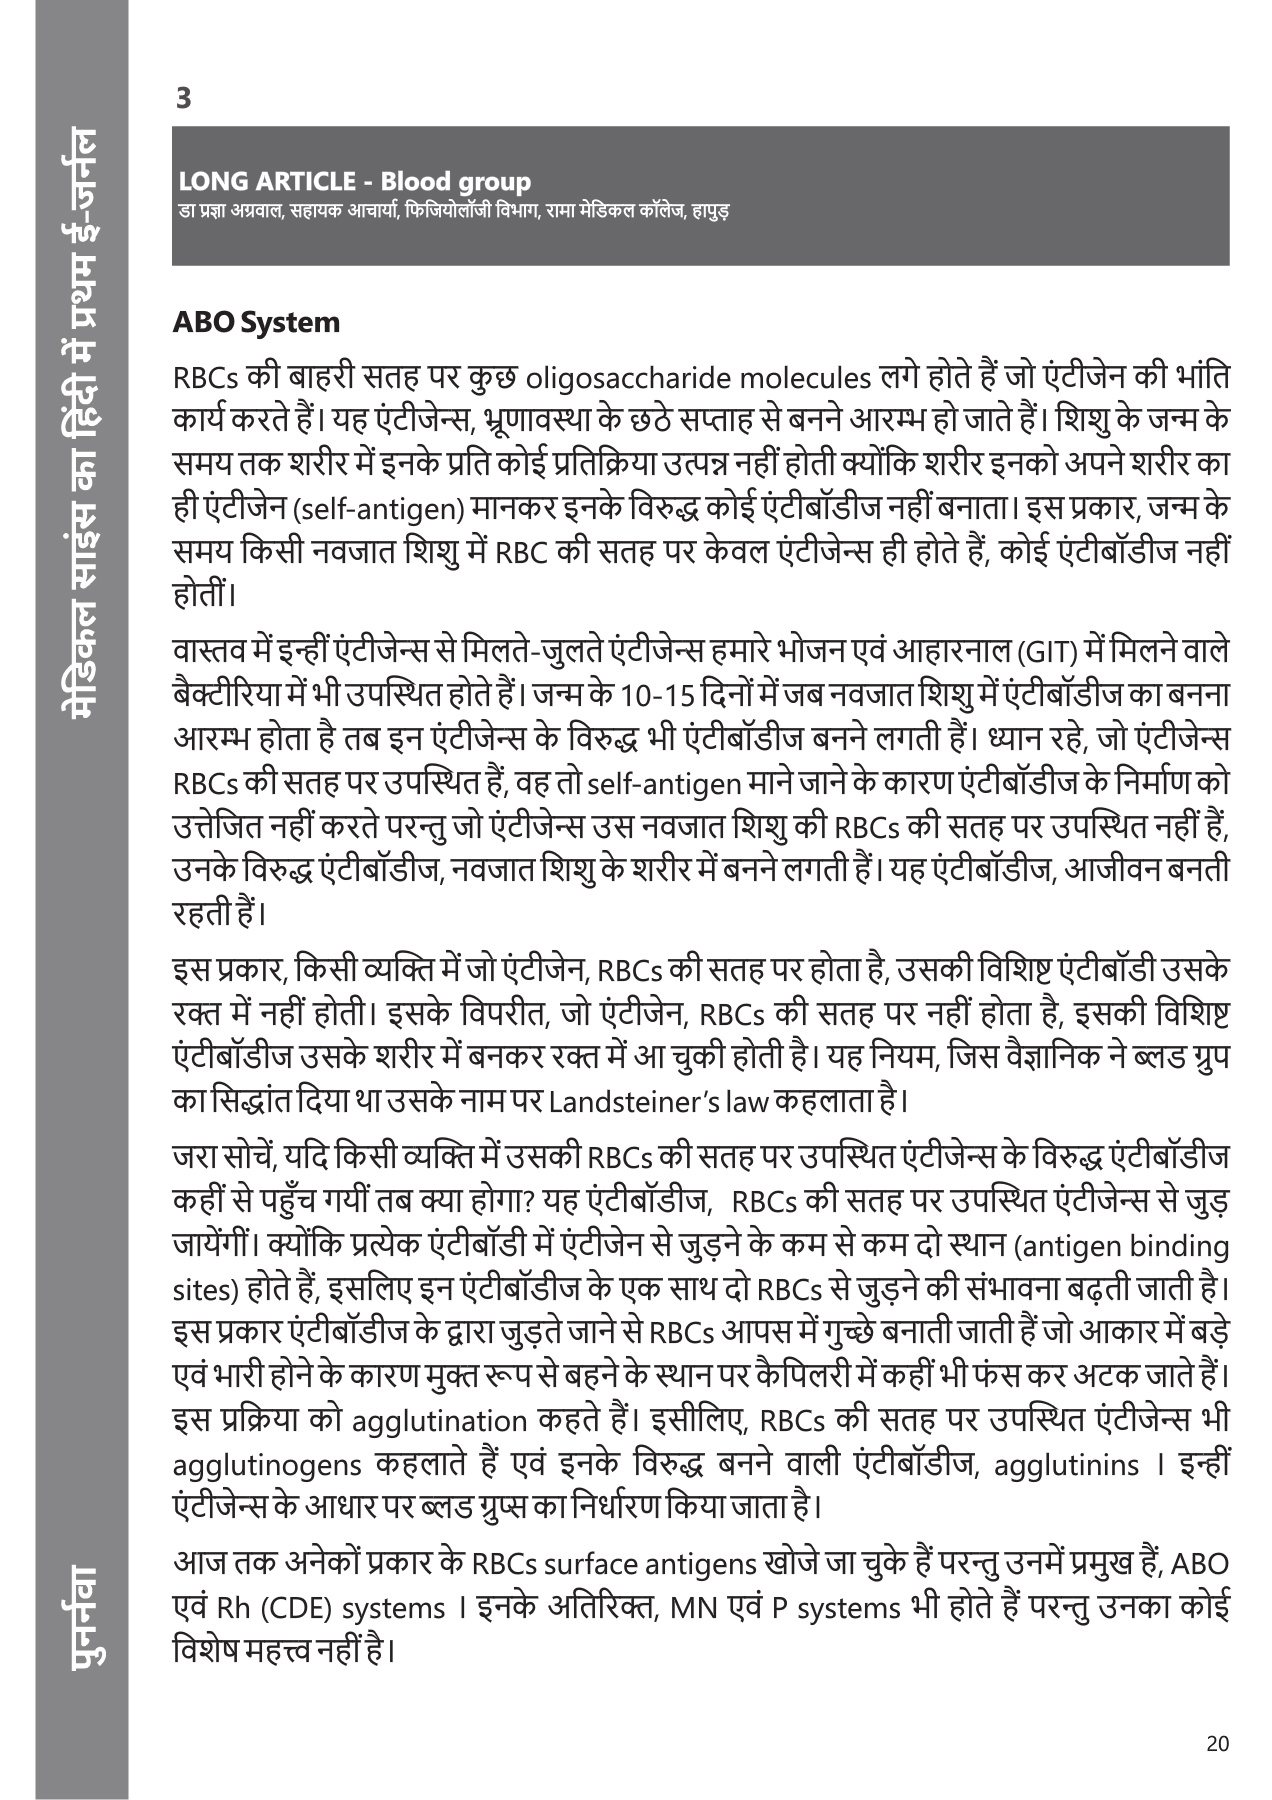 मेडिकल साइंस का हिंदी में प्रथम ई-जर्नल
पुनर्नवा
3
LONG ARTICLE - Blood group
डा प्रज्ञा अग्रवाल, सहायक आचार्या, फिजियोलॉजी विभाग, रामा मेडिकल कॉलेज, हापुड़
ABO System
RBCs की बाहरी सतह पर कुछ oligosaccharide molecules लगे होते हैं जो एंटीजेन की भांति
कार्य करते हैं। यह एंटीजेन्स, भ्रूणावस्था के छठे सप्ताह से बनने आरम्भ हो जाते हैं। शिशु के जन्म के
समय तक शरीर में इनके प्रति कोई प्रतिक्रिया उत्पन्न नहीं होती क्योंकि शरीर इनको अपने शरीर का
ही एंटीजेन (self-antigen) मानकर इनके विरुद्ध कोई एंटीबॉडीज नहीं बनाता। इस प्रकार, जन्म के
समय किसी नवजात शिशु में RBC की सतह पर केवल एंटीजेन्स ही होते हैं, कोई एंटीबॉडीज नहीं
होतीं।
वास्तव में इन्हीं एंटीजेन्स से मिलते-जुलते एंटीजेन्स हमारे भोजन एवं आहारनाल (GIT) में मिलने वाले
बैक्टीरिया में भी उपस्थित होते हैं। जन्म के 10-15 दिनों में जब नवजात शिशु में एंटीबॉडीज का बनना
आरम्भ होता है तब इन एंटीजेन्स के विरुद्ध भी एंटीबॉडीज बनने लगती हैं। ध्यान रहे, जो एंटीजेन्स
RBCs की सतह पर उपस्थित हैं, वह तो self-antigen माने जाने के कारण एंटीबॉडीज के निर्माण को
उत्तेजित नहीं करते परन्तु जो एंटीजेन्स उस नवजात शिशु की RBCs की सतह पर उपस्थित नहीं हैं,
उनके विरुद्ध एंटीबॉडीज, नवजात शिशु के शरीर में बनने लगती हैं। यह एंटीबॉडीज, आजीवन बनती
रहती हैं।
इस प्रकार, किसी व्यक्ति में जो एंटीजेन, RBCs की सतह पर होता है, उसकी विशिष्ट एंटीबॉडी उसके
रक्त में नहीं होती। इसके विपरीत, जो एंटीजेन, RBCs की सतह पर नहीं होता है, इसकी विशिष्ट
एंटीबॉडीज उसके शरीर में बनकर रक्त में आ चुकी होती है। यह नियम, जिस वैज्ञानिक ने ब्लड ग्रुप
का सिद्धांत दिया था उसके नाम पर Landsteiner’s law कहलाता है।
जरा सोचें, यदि किसी व्यक्ति में उसकी RBCs की सतह पर उपस्थित एंटीजेन्स के विरुद्ध एंटीबॉडीज
कहीं से पहुँच गयीं तब क्या होगा? यह एंटीबॉडीज, RBCs की सतह पर उपस्थित एंटीजेन्स से जुड़
जायेंगीं। क्योंकि प्रत्येक एंटीबॉडी में एंटीजेन से जुड़ने के कम से कम दो स्थान (antigen binding
sites) होते हैं, इसलिए इन एंटीबॉडीज के एक साथ दो RBCs से जुड़ने की संभावना बढ़ती जाती है।
इस प्रकार एंटीबॉडीज के द्वारा जुड़ते जाने से RBCs आपस में गुच्छे बनाती जाती हैं जो आकार में बड़े
एवं भारी होने के कारण मुक्त रूप से बहने के स्थान पर कैपिलरी में कहीं भी फंस कर अटक जाते हैं।
इस प्रक्रिया को agglutination कहते हैं। इसीलिए, RBCs की सतह पर उपस्थित एंटीजेन्स भी
agglutinogens कहलाते हैं एवं इनके विरुद्ध बनने वाली एंटीबॉडीज, agglutinins । इन्हीं
एंटीजेन्स के आधार पर ब्लड ग्रुप्स का निर्धारण किया जाता है।
आज तक अनेकों प्रकार के RBCs surface antigens खोजे जा चुके हैं परन्तु उनमें प्रमुख हैं, ABO
एवं Rh (CDE) systems । इनके अतिरिक्त, MN एवं P systems भी होते हैं परन्तु उनका कोई
विशेष महत्त्व नहीं है।
20